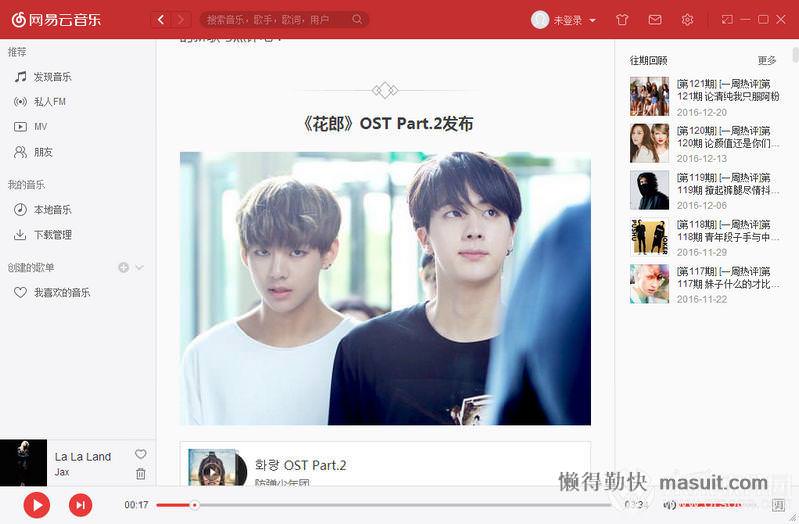 网易云音乐
搜索音乐,歌手,歌词,用户
未登录
推荐
发现音乐
私人FM
MV
朋友
我的音乐
本地音乐
下载管理
创建的歌单
我喜欢的音乐
La La Land
Jax
《花郎》OST Part.2发布
화랑 OST Part.2
防弹少年团
往期回顾
更多
[第121期] [一周热评]第
121期 论清纯我只服阿粉
2016-12-20
[第120期] [一周热评]第
120期 论颜值还是你们…
2016-12-13
[第119期] [一周热评]第
119期 撩起裤腿尽情抖…
2016-12-06
[第118期] [一周热评]第
118期 青年段子手与中…
2016-11-29
[第117期] [一周热评]第
117期 妹子什么的才比…
2016-11-22
00:17
03:34
词
懒得勤快 masuit.com